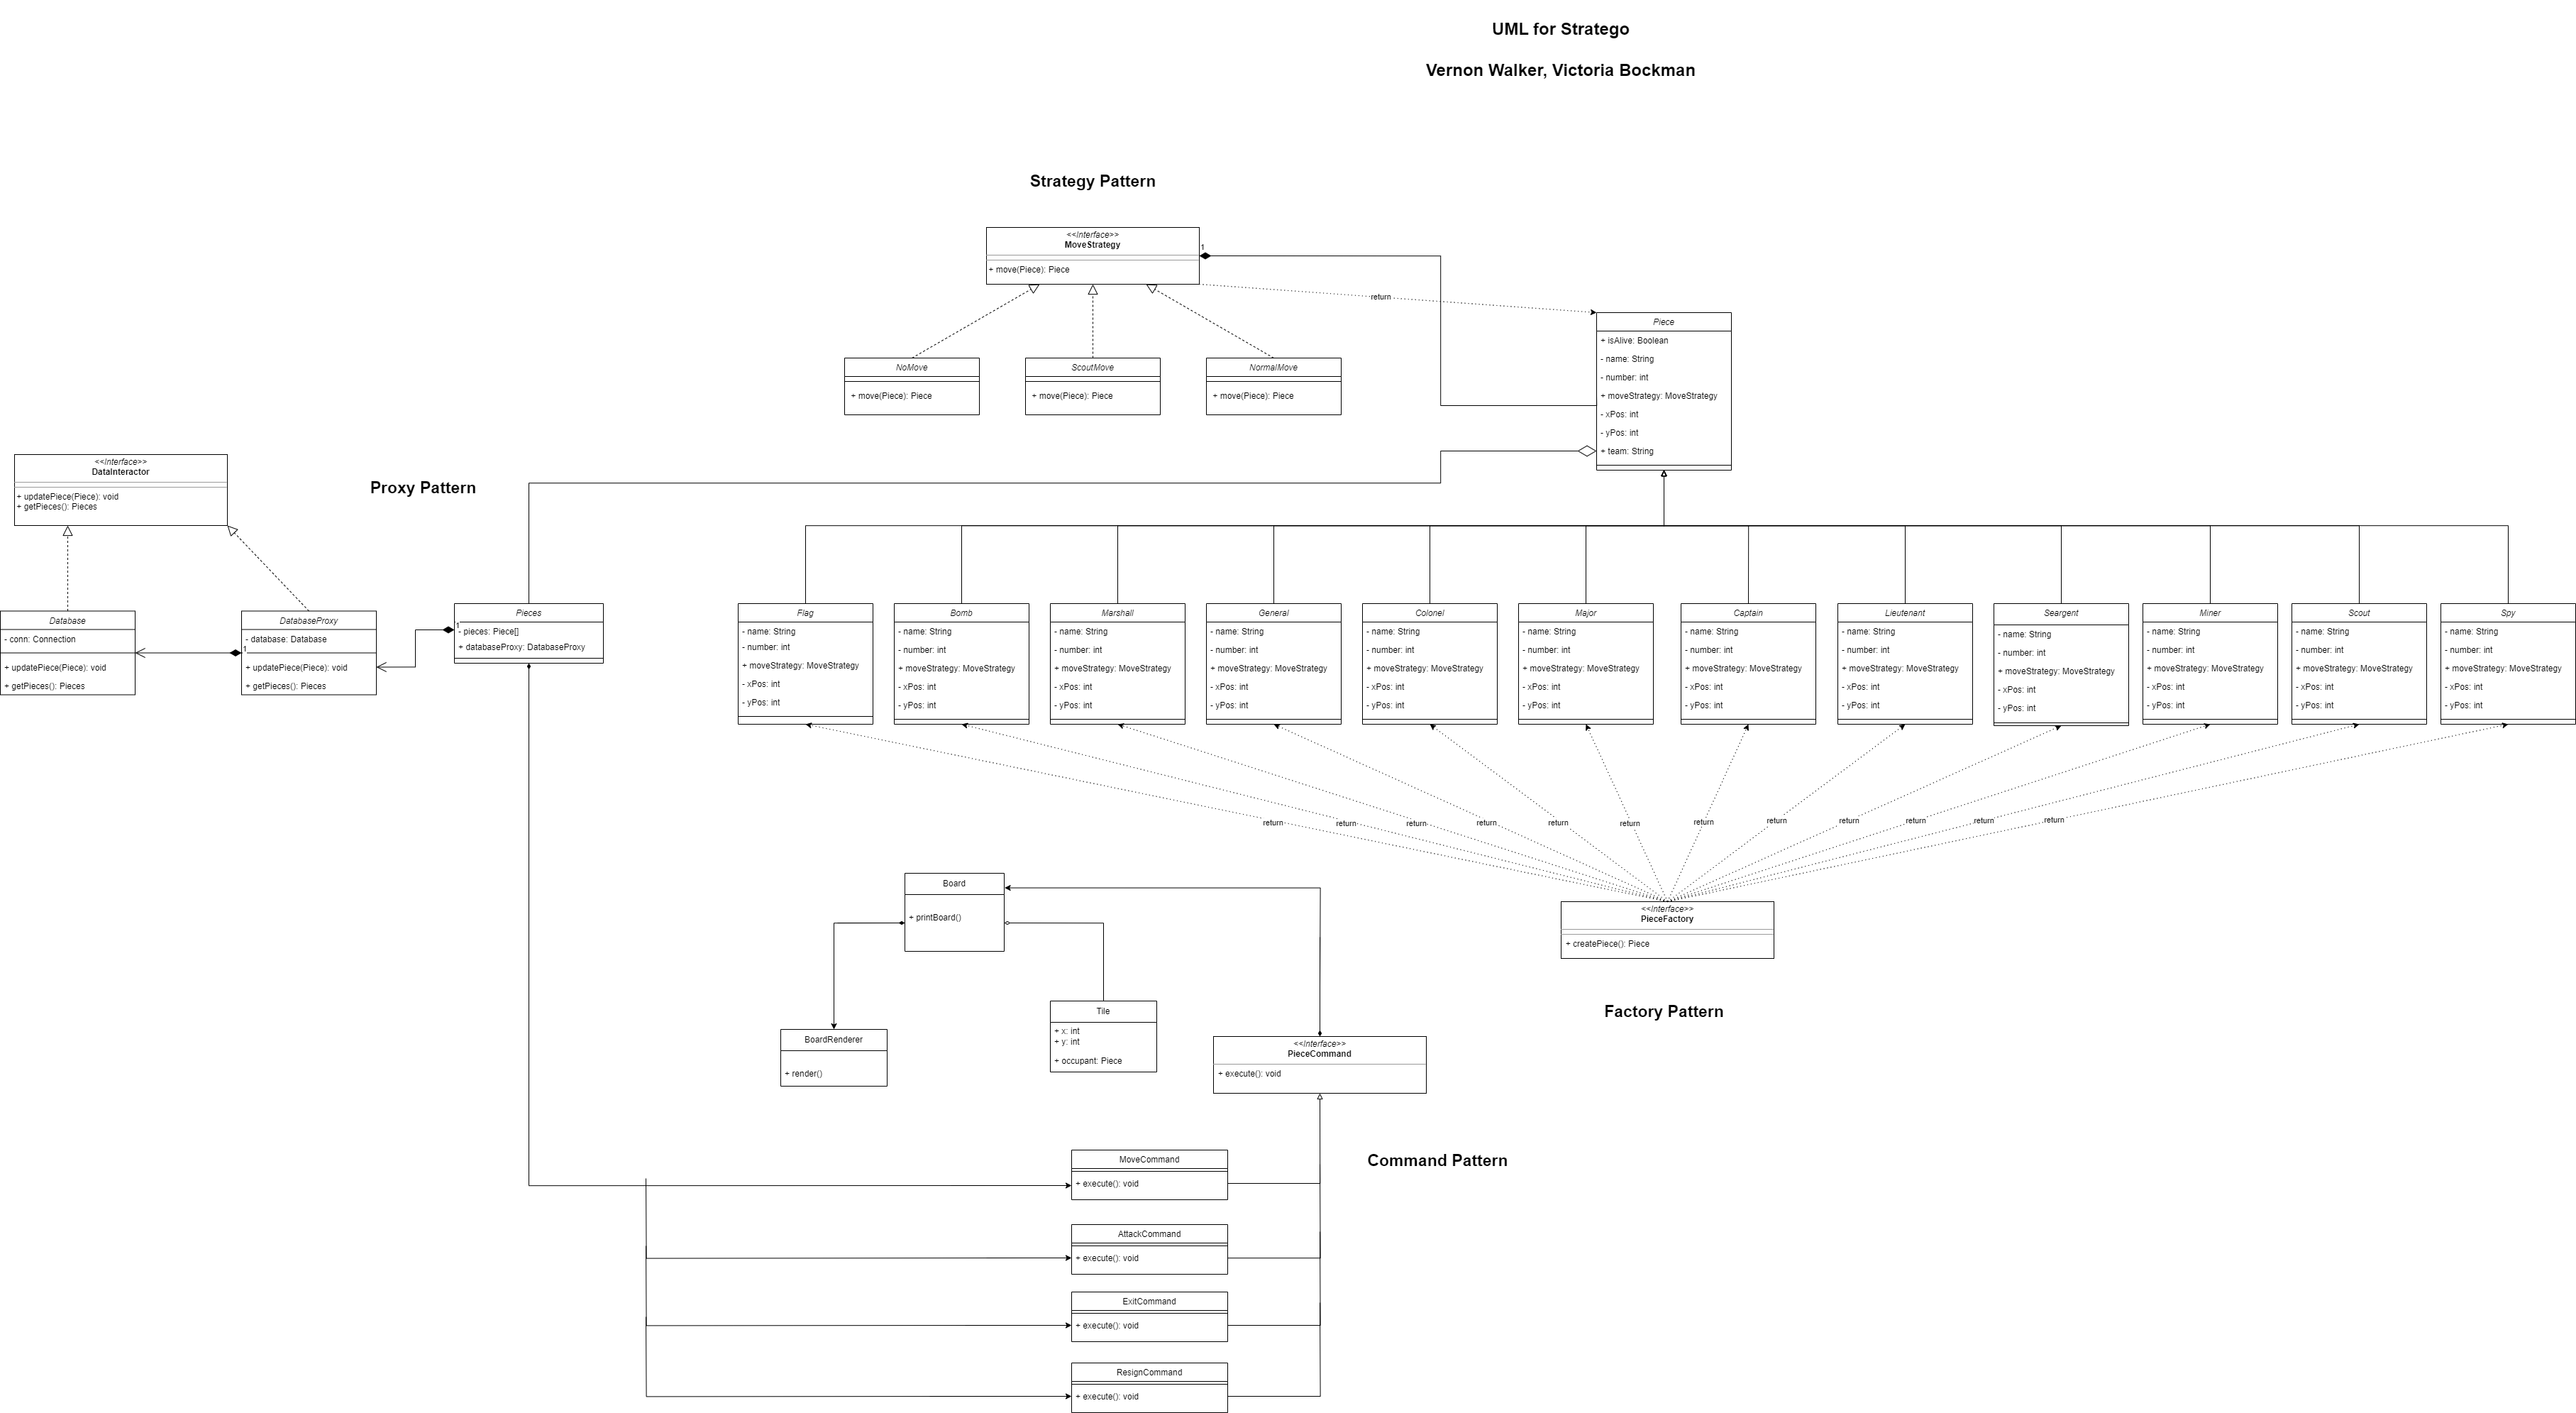 UML for Stratego
Vernon Walker, Victoria Bockman
Strategy Pattern
<<Interface>>
MoveStrategy
+ move(Piece): Piece
1
return
NoMove
+ move(Piece): Piece
ScoutMove
+ move(Piece): Piece
NormalMove
+ move(Piece): Piece
Piece
+ isAlive: Boolean
- name: String
- number: int
+ moveStrategy: MoveStrategy
- xPos: int
- yPos: int
+ team: String
Proxy Pattern
<<Interface>>
DataInteractor
+ updatePiece(Piece): void
+ getPieces(): Pieces
Database
- conn: Connection
+ updatePiece(Piece): void
+ getPieces(): Pieces
DatabaseProxy
- database: Database
1
+ updatePiece(Piece): void
+ getPieces(): Pieces
Pieces
1
- pieces: Piece[]
+ databaseProxy: DatabaseProxy
Flag
- name: String
- number: int
+ moveStrategy: MoveStrategy
- xPos: int
- yPos: int
Bomb
- name: String
- number: int
+ moveStrategy: MoveStrategy
- xPos: int
- yPos: int
Marshall
- name: String
- number: int
+ moveStrategy: MoveStrategy
- xPos: int
- yPos: int
General
- name: String
- number: int
+ moveStrategy: MoveStrategy
- xPos: int
- yPos: int
Colonel
- name: String
- number: int
+ moveStrategy: MoveStrategy
- xPos: int
- yPos: int
Major
- name: String
- number: int
+ moveStrategy: MoveStrategy
- xPos: int
- yPos: int
Captain
- name: String
- number: int
+ moveStrategy: MoveStrategy
- xPos: int
- yPos: int
Lieutenant
- name: String
- number: int
+ moveStrategy: MoveStrategy
- xPos: int
- yPos: int
Seargent
- name: String
- number: int
+ moveStrategy: MoveStrategy
- xPos: int
- yPos: int
Miner
- name: String
- number: int
+ moveStrategy: MoveStrategy
- xPos: int
- yPos: int
Scout
- name: String
- number: int
+ moveStrategy: MoveStrategy
- xPos: int
- yPos: int
Spy
- name: String
- number: int
+ moveStrategy: MoveStrategy
- xPos: int
- yPos: int
return
return
return
return
return
return
return
return
return
return
return
return
<<Interface>>
PieceFactory
+ createPiece(): Piece
Factory Pattern
Board
+ printBoard()
BoardRenderer
+ render()
Tile
+ x: int
+ y: int
+ occupant: Piece
<<Interface>>
PieceCommand
+ execute(): void
Command Pattern
MoveCommand
+ execute(): void
AttackCommand
+ execute(): void
ExitCommand
+ execute(): void
ResignCommand
+ execute(): void